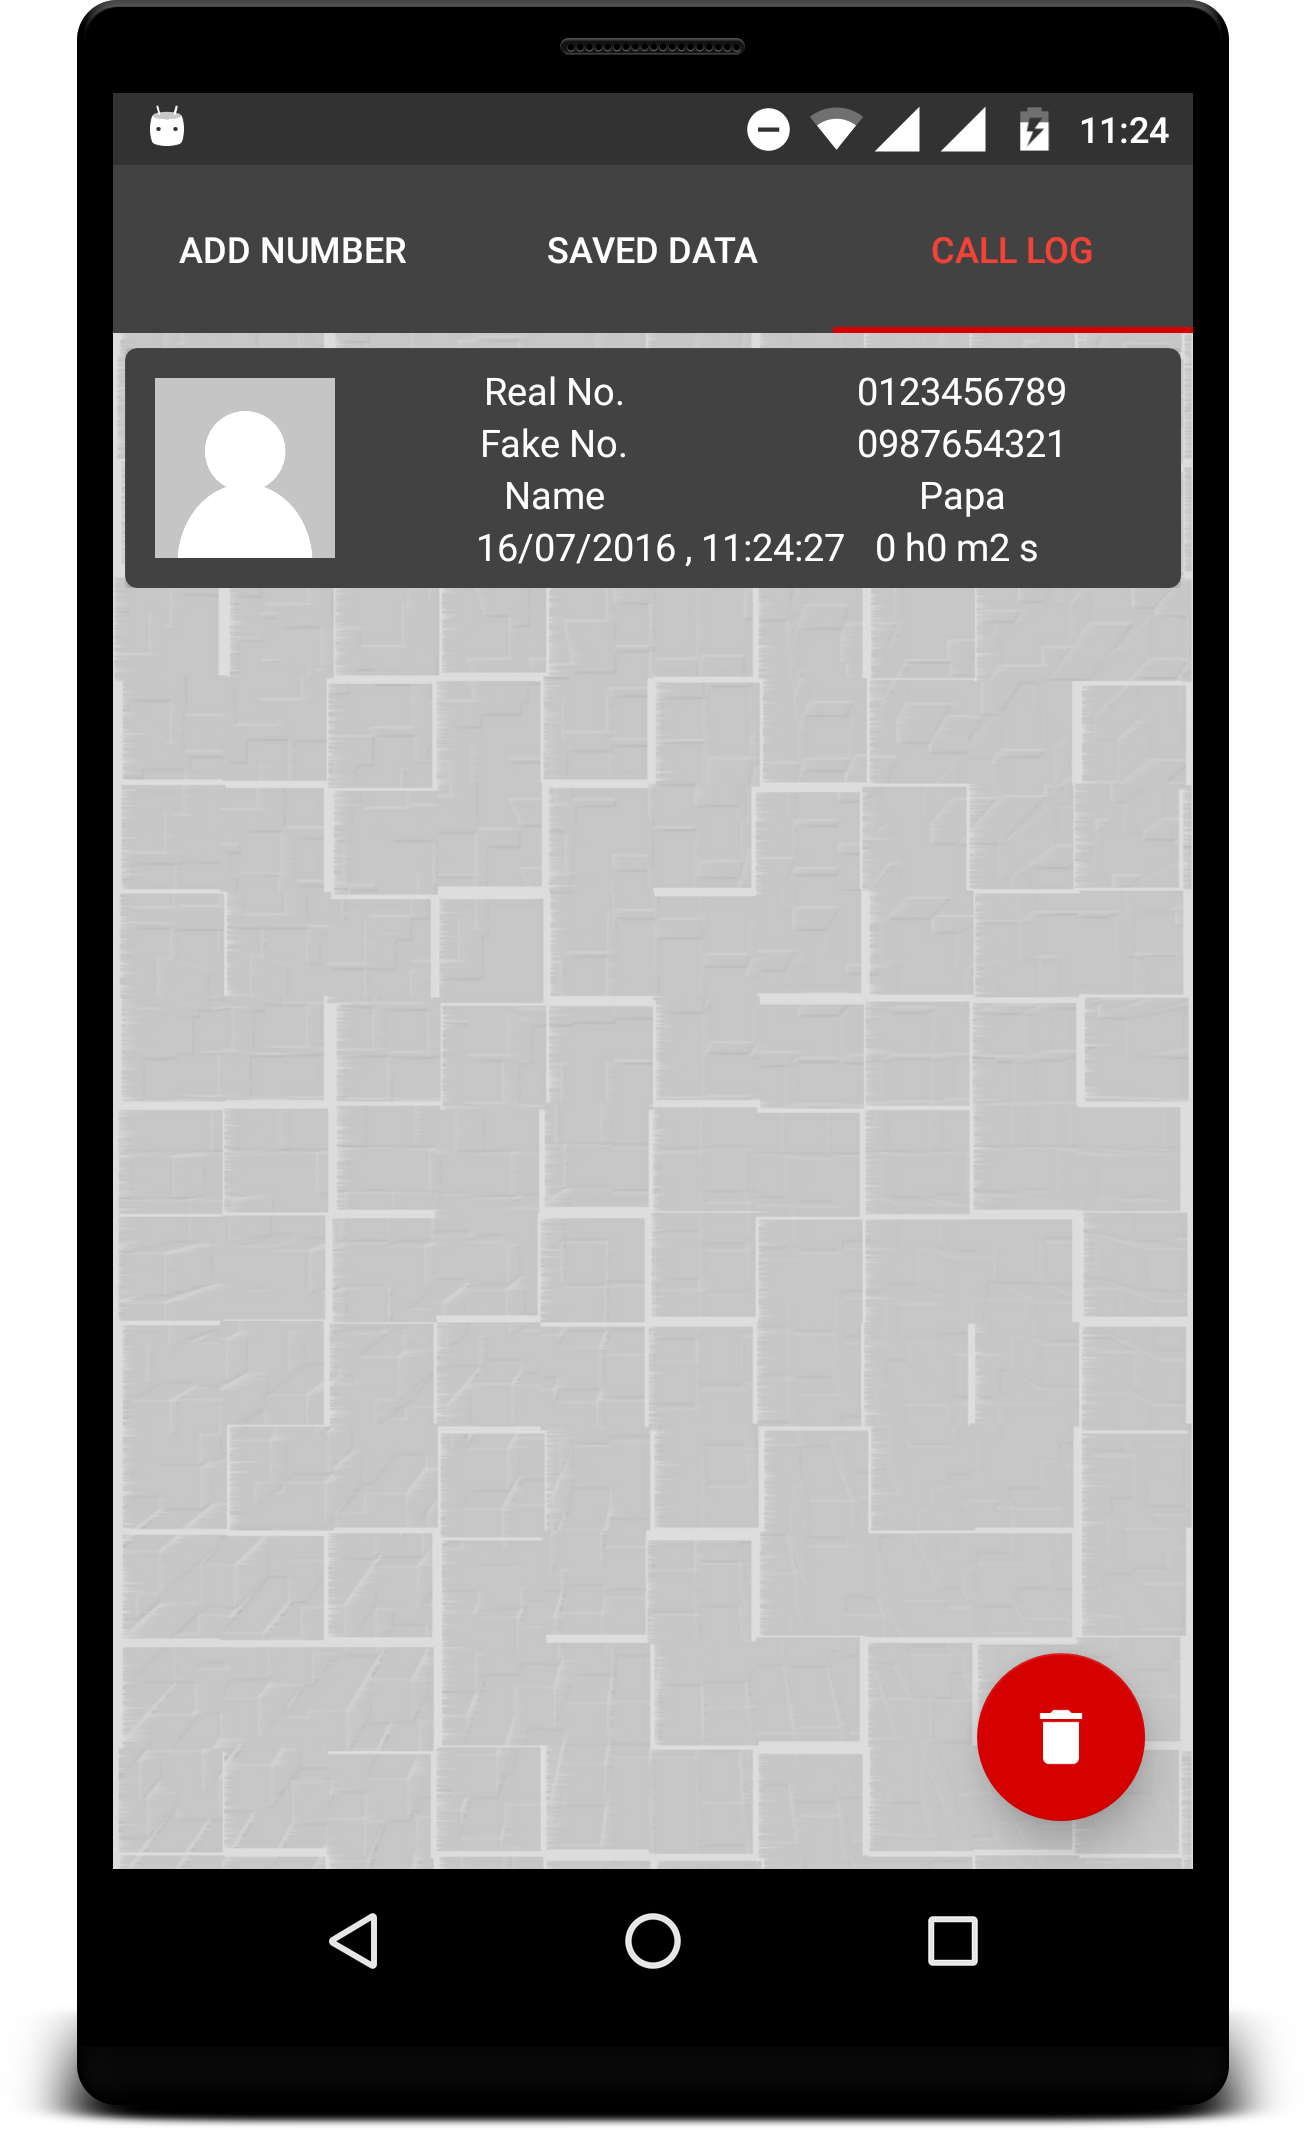 11:24
ADD NUMBER SAVED DATA CALL LOG
Real No. 0123456789
Fake No. 0987654321
Name Papa
16/07/2016 , 11:24:27 0 h0 m2 s